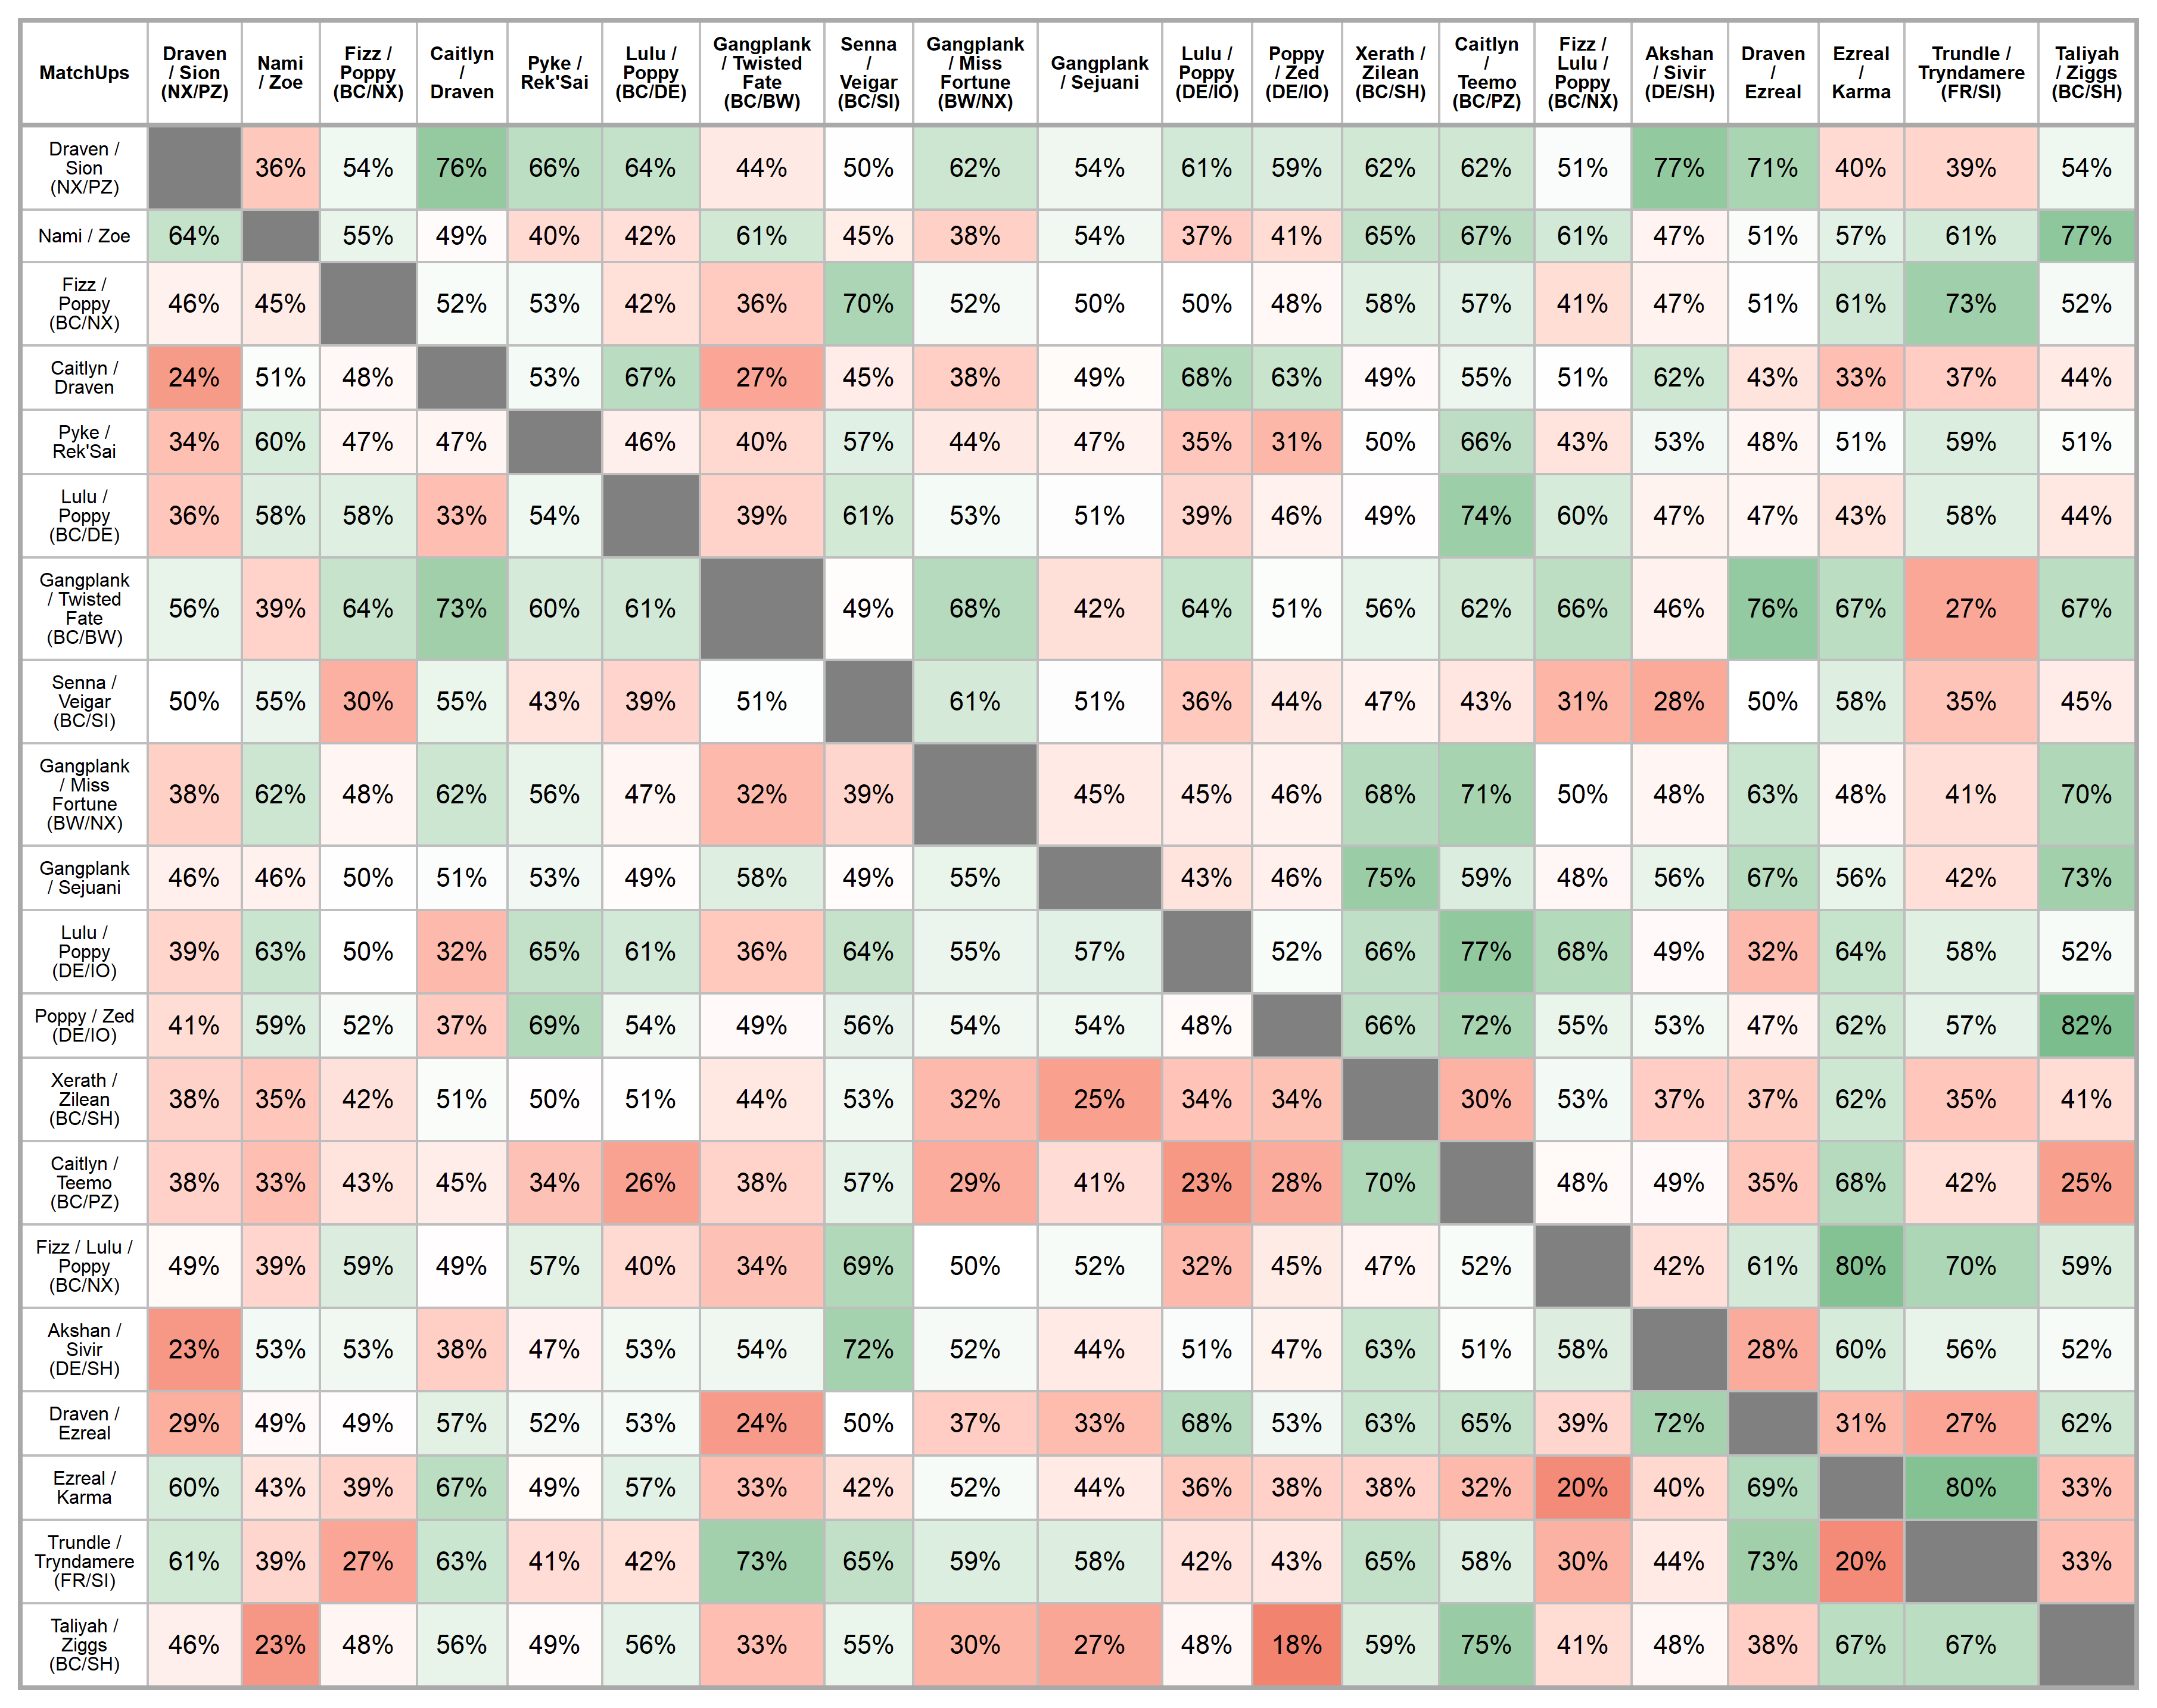 MatchUps Draven / Sion (NX/PZ) Nami / Zoe Fizz / Poppy (BC/NX) Caitlyn / Draven Pyke / Rek'Sai Lulu / Poppy (BC/DE) Gangplank / Twisted Fate (BC/BW) Senna / Veigar (BC/SI) Gangplank / Miss Fortune (BW/NX) Gangplank / Sejuani Lulu / Poppy (DE/IO) Poppy / Zed (DE/IO) Xerath / Zilean (BC/SH) Caitlyn / Teemo (BC/PZ) Fizz / Lulu / Poppy (BC/NX) Akshan / Sivir (DE/SH) Draven / Ezreal Ezreal / Karma Trundle / Tryndamere (FR/SI) Taliyah / Ziggs (BC/SH)
Draven / Sion (NX/PZ) 36% 54% 76% 66% 64% 44% 50% 62% 54% 61% 59% 62% 62% 51% 77% 71% 40% 39% 54%
Nami / Zoe 64% 55% 49% 40% 42% 61% 45% 38% 54% 37% 41% 65% 67% 61% 47% 51% 57% 61% 77%
Fizz / Poppy (BC/NX) 46% 45% 52% 53% 42% 36% 70% 52% 50% 50% 48% 58% 57% 41% 47% 51% 61% 73% 52%
Caitlyn / Draven 24% 51% 48% 53% 67% 27% 45% 38% 49% 68% 63% 49% 55% 51% 62% 43% 33% 37% 44%
Pyke / Rek'Sai 34% 60% 47% 47% 46% 40% 57% 44% 47% 35% 31% 50% 66% 43% 53% 48% 51% 59% 51%
Lulu / Poppy (BC/DE) 36% 58% 58% 33% 54% 39% 61% 53% 51% 39% 46% 49% 74% 60% 47% 47% 43% 58% 44%
Gangplank / Twisted Fate (BC/BW) 56% 39% 64% 73% 60% 61% 49% 68% 42% 64% 51% 56% 62% 66% 46% 76% 67% 27% 67%
Senna / Veigar (BC/SI) 50% 55% 30% 55% 43% 39% 51% 61% 51% 36% 44% 47% 43% 31% 28% 50% 58% 35% 45%
Gangplank / Miss Fortune (BW/NX) 38% 62% 48% 62% 56% 47% 32% 39% 45% 45% 46% 68% 71% 50% 48% 63% 48% 41% 70%
Gangplank / Sejuani 46% 46% 50% 51% 53% 49% 58% 49% 55% 43% 46% 75% 59% 48% 56% 67% 56% 42% 73%
Lulu / Poppy (DE/IO) 39% 63% 50% 32% 65% 61% 36% 64% 55% 57% 52% 66% 77% 68% 49% 32% 64% 58% 52%
Poppy / Zed (DE/IO) 41% 59% 52% 37% 69% 54% 49% 56% 54% 54% 48% 66% 72% 55% 53% 47% 62% 57% 82%
Xerath / Zilean (BC/SH) 38% 35% 42% 51% 50% 51% 44% 53% 32% 25% 34% 34% 30% 53% 37% 37% 62% 35% 41%
Caitlyn / Teemo (BC/PZ) 38% 33% 43% 45% 34% 26% 38% 57% 29% 41% 23% 28% 70% 48% 49% 35% 68% 42% 25%
Fizz / Lulu / Poppy (BC/NX) 49% 39% 59% 49% 57% 40% 34% 69% 50% 52% 32% 45% 47% 52% 42% 61% 80% 70% 59%
Akshan / Sivir (DE/SH) 23% 53% 53% 38% 47% 53% 54% 72% 52% 44% 51% 47% 63% 51% 58% 28% 60% 56% 52%
Draven / Ezreal 29% 49% 49% 57% 52% 53% 24% 50% 37% 33% 68% 53% 63% 65% 39% 72% 31% 27% 62%
Ezreal / Karma 60% 43% 39% 67% 49% 57% 33% 42% 52% 44% 36% 38% 38% 32% 20% 40% 69% 80% 33%
Trundle / Tryndamere (FR/SI) 61% 39% 27% 63% 41% 42% 73% 65% 59% 58% 42% 43% 65% 58% 30% 44% 73% 20% 33%
Taliyah / Ziggs (BC/SH) 46% 23% 48% 56% 49% 56% 33% 55% 30% 27% 48% 18% 59% 75% 41% 48% 38% 67% 67%